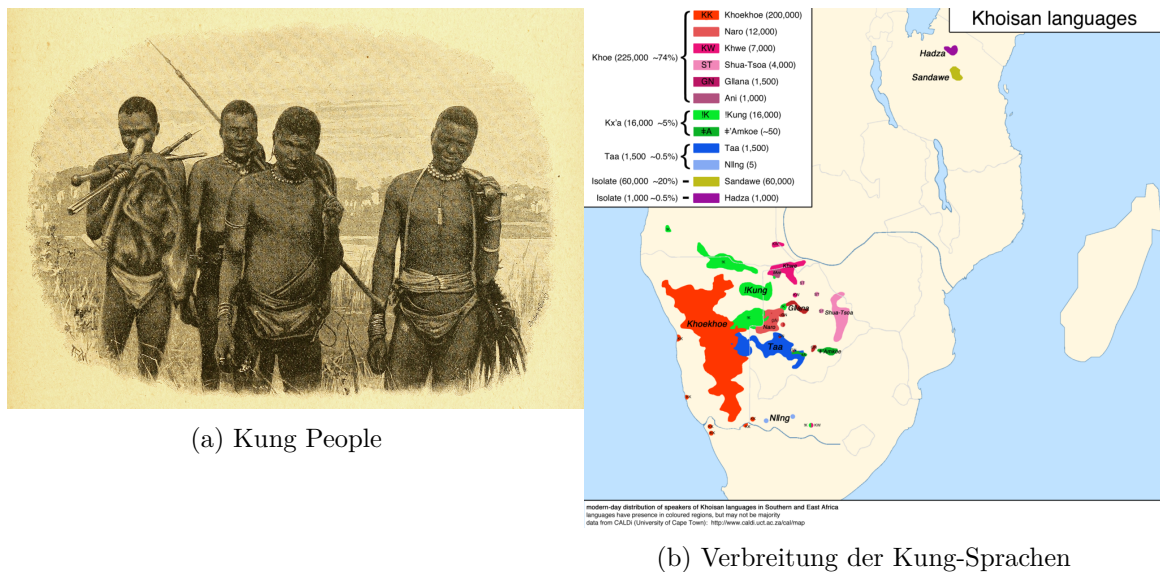 Khoisan languages
KK Khoekhoe (200,000)
Naro (12,000)
KW Khwe (7,000)
Khoe (225,000 ~74%)
ST Shua-Tsoa (4,000)
GN Gllana (1,500)
Ani (1,000)
!K !Kung (16,000)
Kx'a (16,000 ~5%)
ǂA ǂ'Amkoe (~50)
Taa (1,500)
Taa (1,500 ~0.5%)
Nllng (5)
Isolate (60,000 ~20%) Sandawe (60,000)
Isolate (1,000 ~0.5%) Hadza (1,000)
Hadza
Sandawe
Khwe
!Kung
Gllana
Shua-Tsoa
Khoekhoe
Naro
Taa
Nllng
modern-day distribution of speakers of Khoisan languages in Southern and East Africa
languages have presence in coloured regions, but may not be majority
data from CALDi (University of Cape Town): http://www.caldi.uct.ac.za/cal/map
(a) Kung People
(b) Verbreitung der Kung-Sprachen